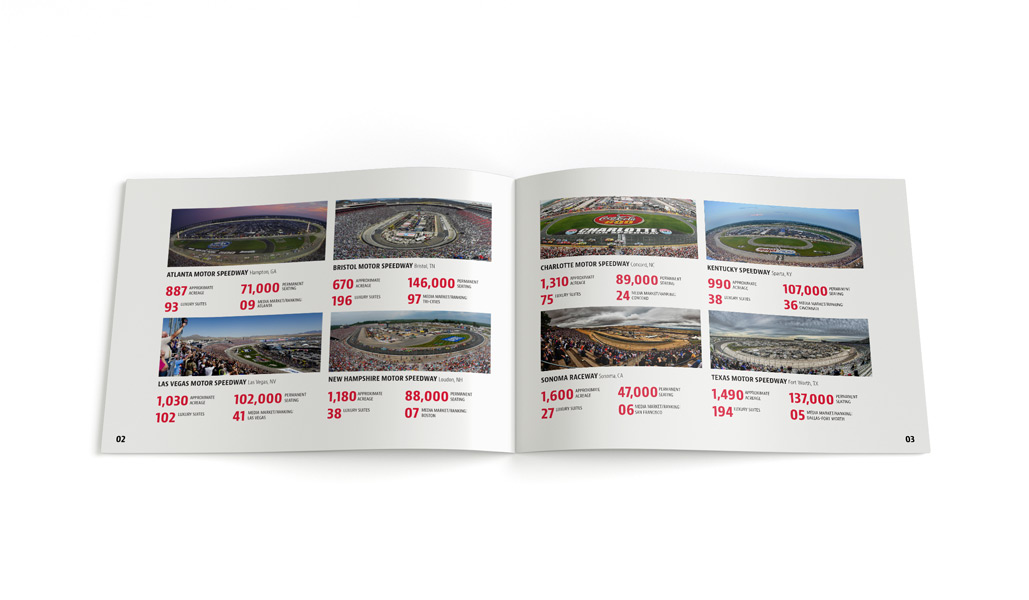 ATLANTA MOTOR SPEEDWAY Hampton, GA
887 APPROXIMATE ACREAGE
71,000 PERMANENT SEATING
93 LUXURY SUITES
09 MEDIA MARKET/RANKING: ATLANTA
BRISTOL MOTOR SPEEDWAY Bristol, TN
670 APPROXIMATE ACREAGE
146,000 PERMANENT SEATING
196 LUXURY SUITES
97 MEDIA MARKET/RANKING: TRI-CITIES
LAS VEGAS MOTOR SPEEDWAY Las Vegas, NV
1,030 APPROXIMATE ACREAGE
102,000 PERMANENT SEATING
102 LUXURY SUITES
41 MEDIA MARKET/RANKING: LAS VEGAS
NEW HAMPSHIRE MOTOR SPEEDWAY Loudon, NH
1,180 APPROXIMATE ACREAGE
88,000 PERMANENT SEATING
38 LUXURY SUITES
07 MEDIA MARKET/RANKING: BOSTON
02
Coca-Cola
600
CHARLOTTE
CHARLOTTE MOTOR SPEEDWAY Concord, NC
1,310 APPROXIMATE ACREAGE
89,000 PERMANENT SEATING
75 LUXURY SUITES
24 MEDIA MARKET/RANKING: CONCORD
KENTUCKY SPEEDWAY Sparta, KY
990 APPROXIMATE ACREAGE
107,000 PERMANENT SEATING
38 LUXURY SUITES
36 MEDIA MARKET/RANKING:
SONOMA RACEWAY Sonoma, CA
1,600 APPROXIMATE ACREAGE
47,000 PERMANENT SEATING
27 LUXURY SUITES
06 MEDIA MARKET/RANKING: SAN FRANCISCO
TEXAS MOTOR SPEEDWAY Fort Worth, TX
1,490 APPROXIMATE ACREAGE
137,000 PERMANENT SEATING
194 LUXURY SUITES
05 MEDIA MARKET/RANKING: DALLAS-FORT WORTH
03